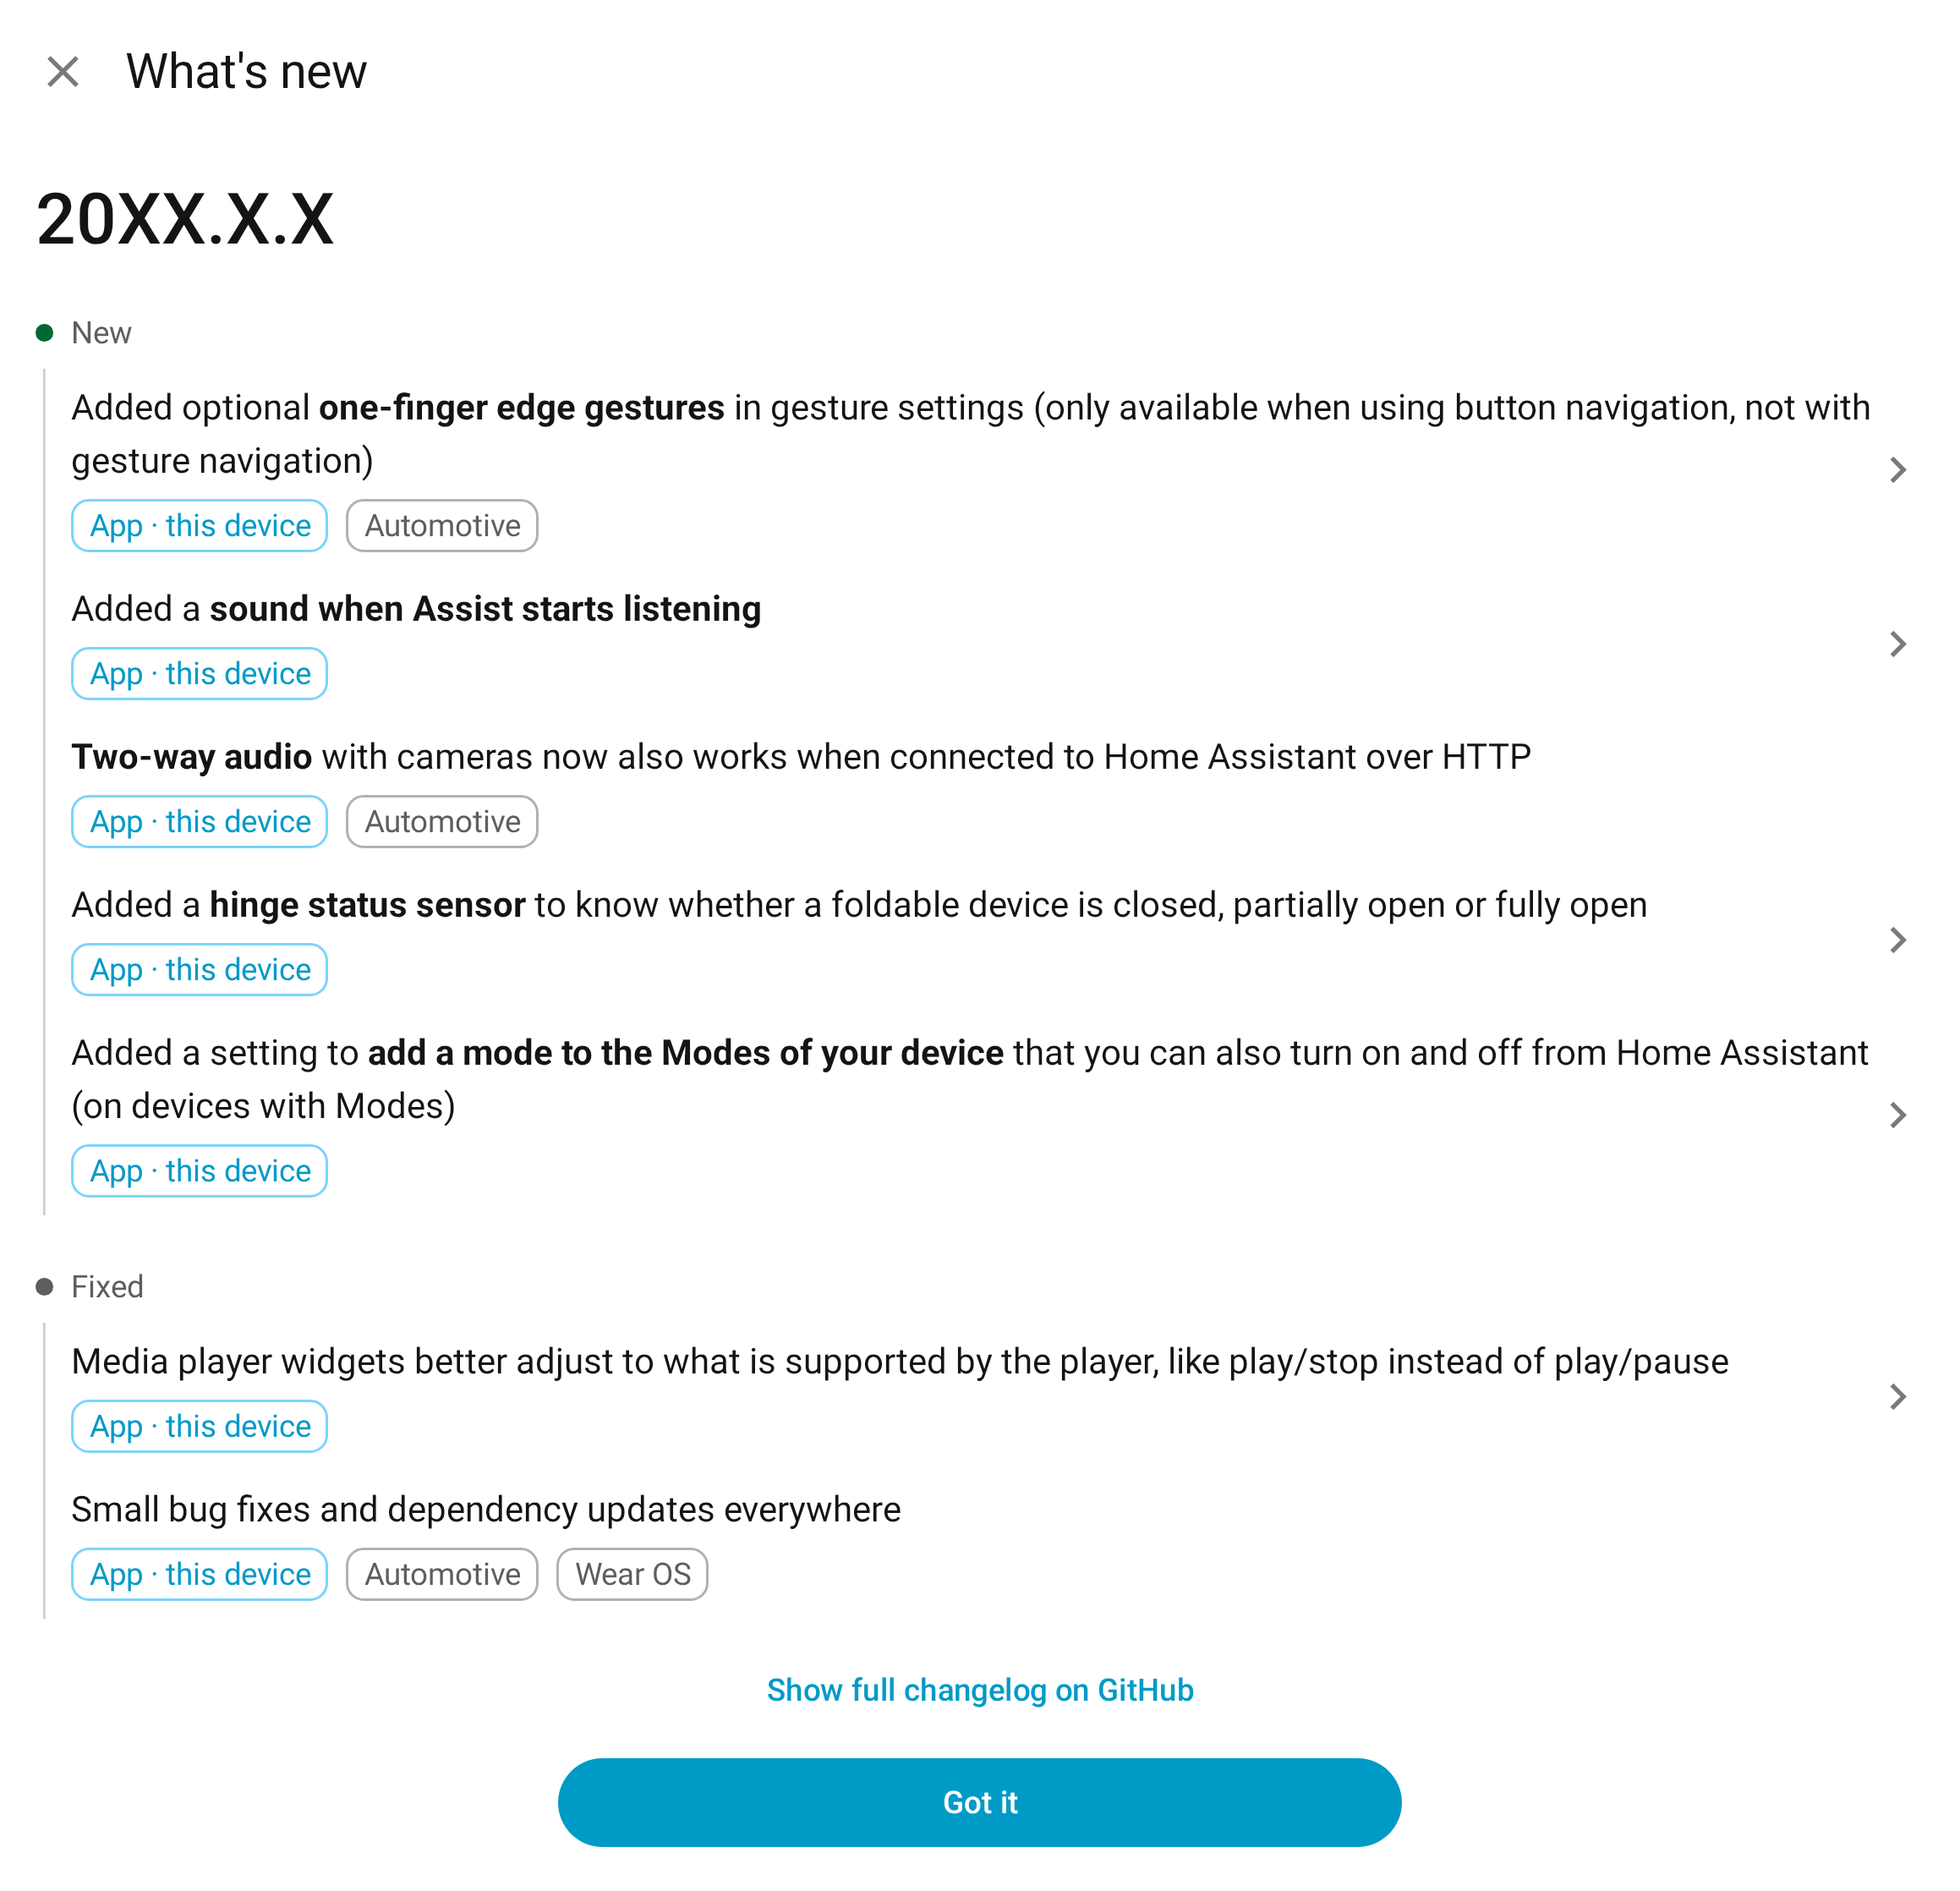 What's new
20XX.X.X
New
Added optional one-finger edge gestures in gesture settings (only available when using button navigation, not with
gesture navigation)
App · this device Automotive
Added a sound when Assist starts listening
App · this device
Two-way audio with cameras now also works when connected to Home Assistant over HTTP
App · this device Automotive
Added a hinge status sensor to know whether a foldable device is closed, partially open or fully open
App · this device
Added a setting to add a mode to the Modes of your device that you can also turn on and off from Home Assistant
(on devices with Modes)
App · this device
Fixed
Media player widgets better adjust to what is supported by the player, like play/stop instead of play/pause
App · this device
Small bug fixes and dependency updates everywhere
App · this device Automotive Wear OS
Show full changelog on GitHub
Got it